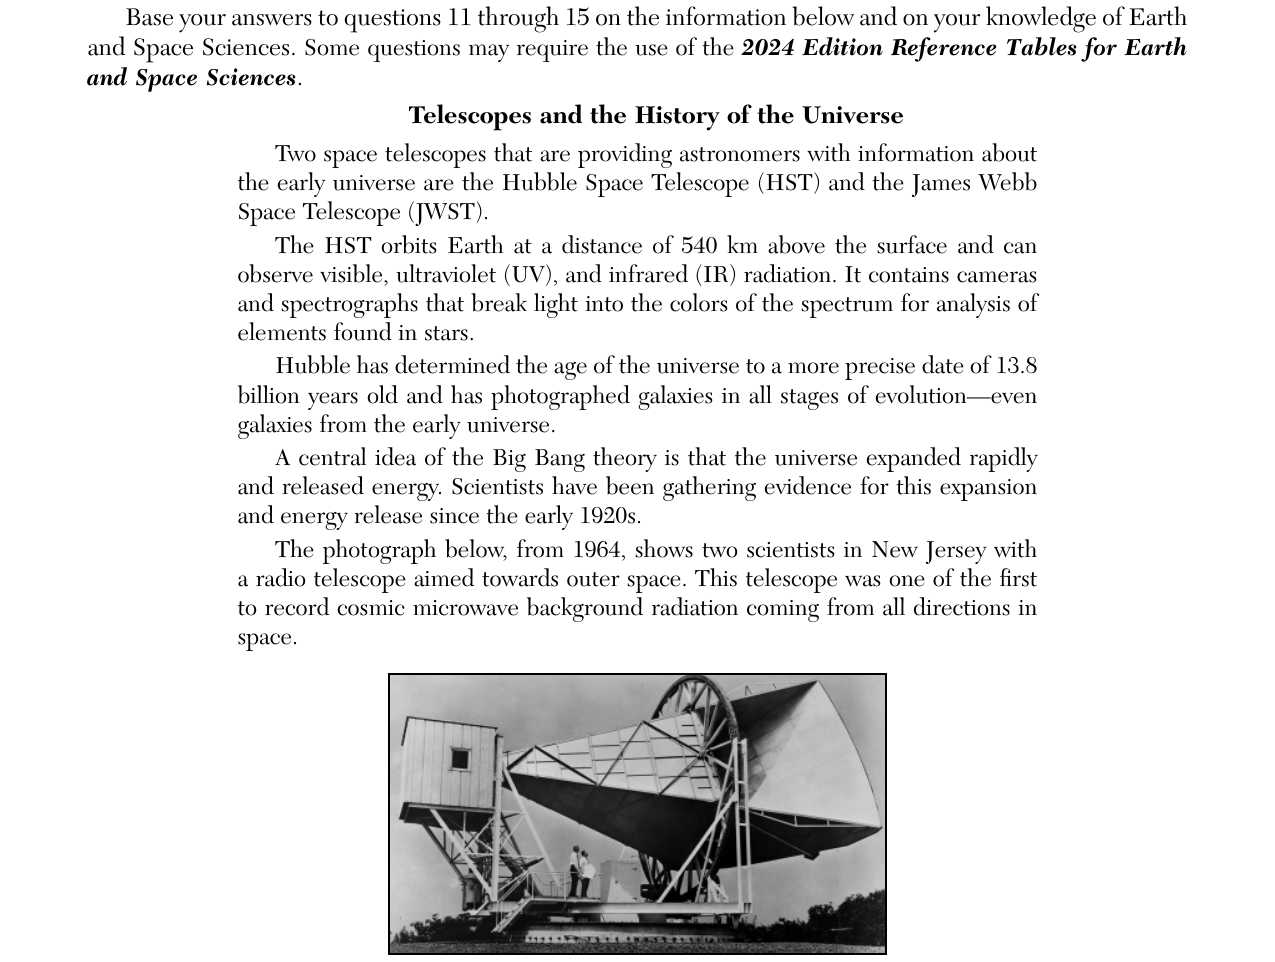 Base your answers to questions 11 through 15 on the information below and on your knowledge of Earth
and Space Sciences. Some questions may require the use of the 2024 Edition Reference Tables for Earth
and Space Sciences.
Telescopes and the History of the Universe
Two space telescopes that are providing astronomers with information about
the early universe are the Hubble Space Telescope (HST) and the James Webb
Space Telescope (JWST).
The HST orbits Earth at a distance of 540 km above the surface and can
observe visible, ultraviolet (UV), and infrared (IR) radiation. It contains cameras
and spectrographs that break light into the colors of the spectrum for analysis of
elements found in stars.
Hubble has determined the age of the universe to a more precise date of 13.8
billion years old and has photographed galaxies in all stages of evolution—even
galaxies from the early universe.
A central idea of the Big Bang theory is that the universe expanded rapidly
and released energy. Scientists have been gathering evidence for this expansion
and energy release since the early 1920s.
The photograph below, from 1964, shows two scientists in New Jersey with
a radio telescope aimed towards outer space. This telescope was one of the first
to record cosmic microwave background radiation coming from all directions in
space.